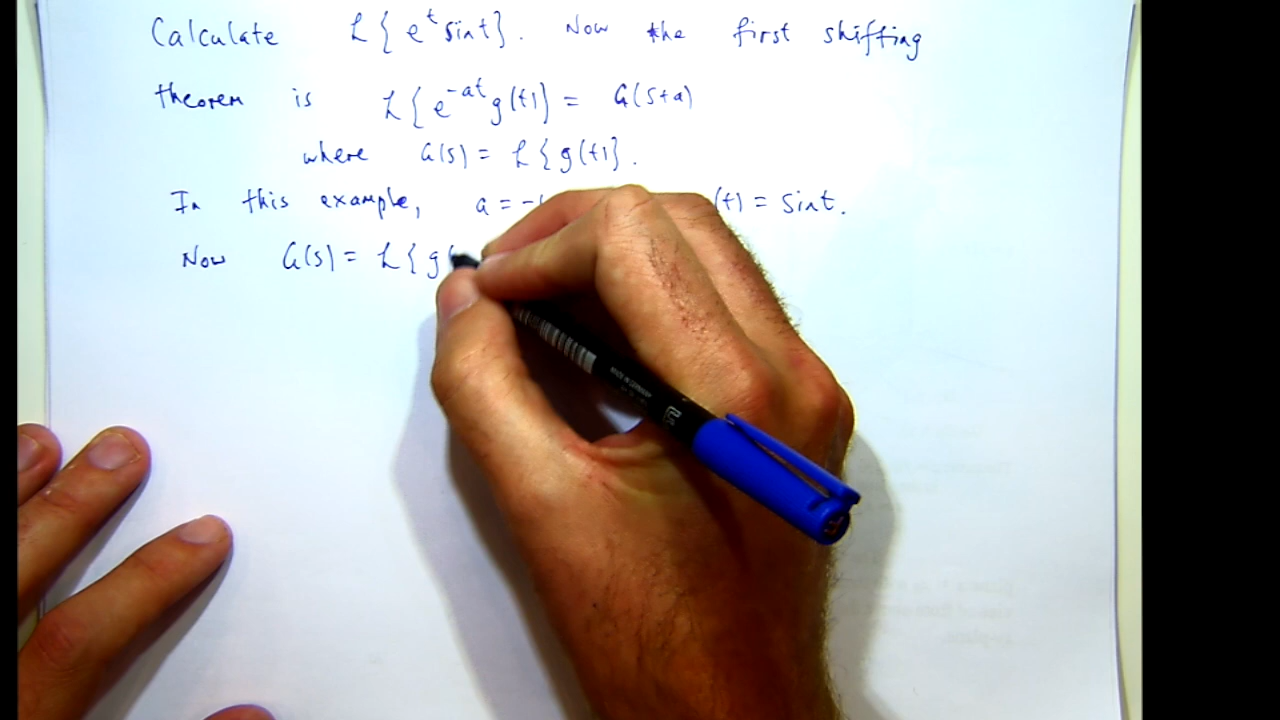 Calculate L{e^t sint}. Now the first shifting
theorem is L{e^-at g(t)} = G(s+a)
where G(s) = L{g(t)}.
In this example, a = - (t) = sint.
Now G(s) = L{g(